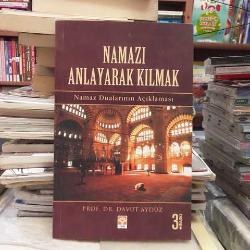 NAMAZI
ANLAYARAK KILMAK
Namaz Dualarının Açıklaması
PROF. DR. DAVUT AYDÜZ
3.